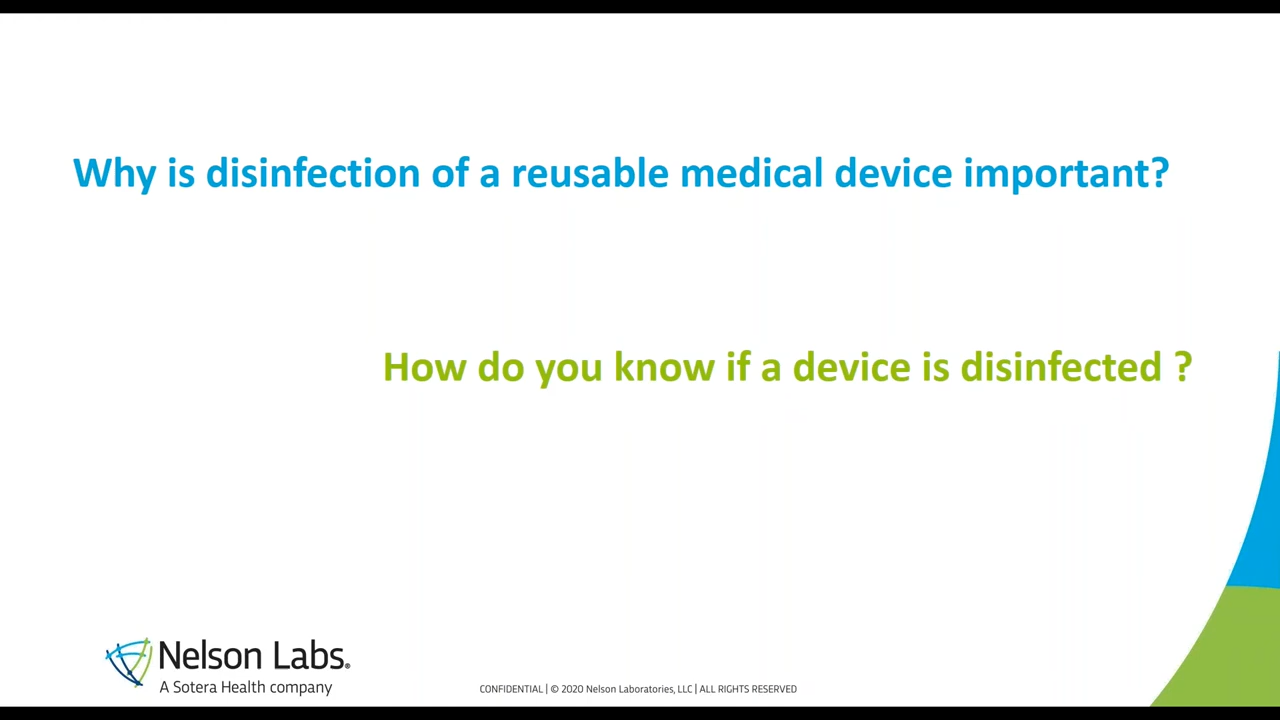 Why is disinfection of a reusable medical device important?
How do you know if a device is disinfected ?
Nelson Labs®
A Sotera Health company
CONFIDENTIAL | © 2020 Nelson Laboratories, LLC | ALL RIGHTS RESERVED